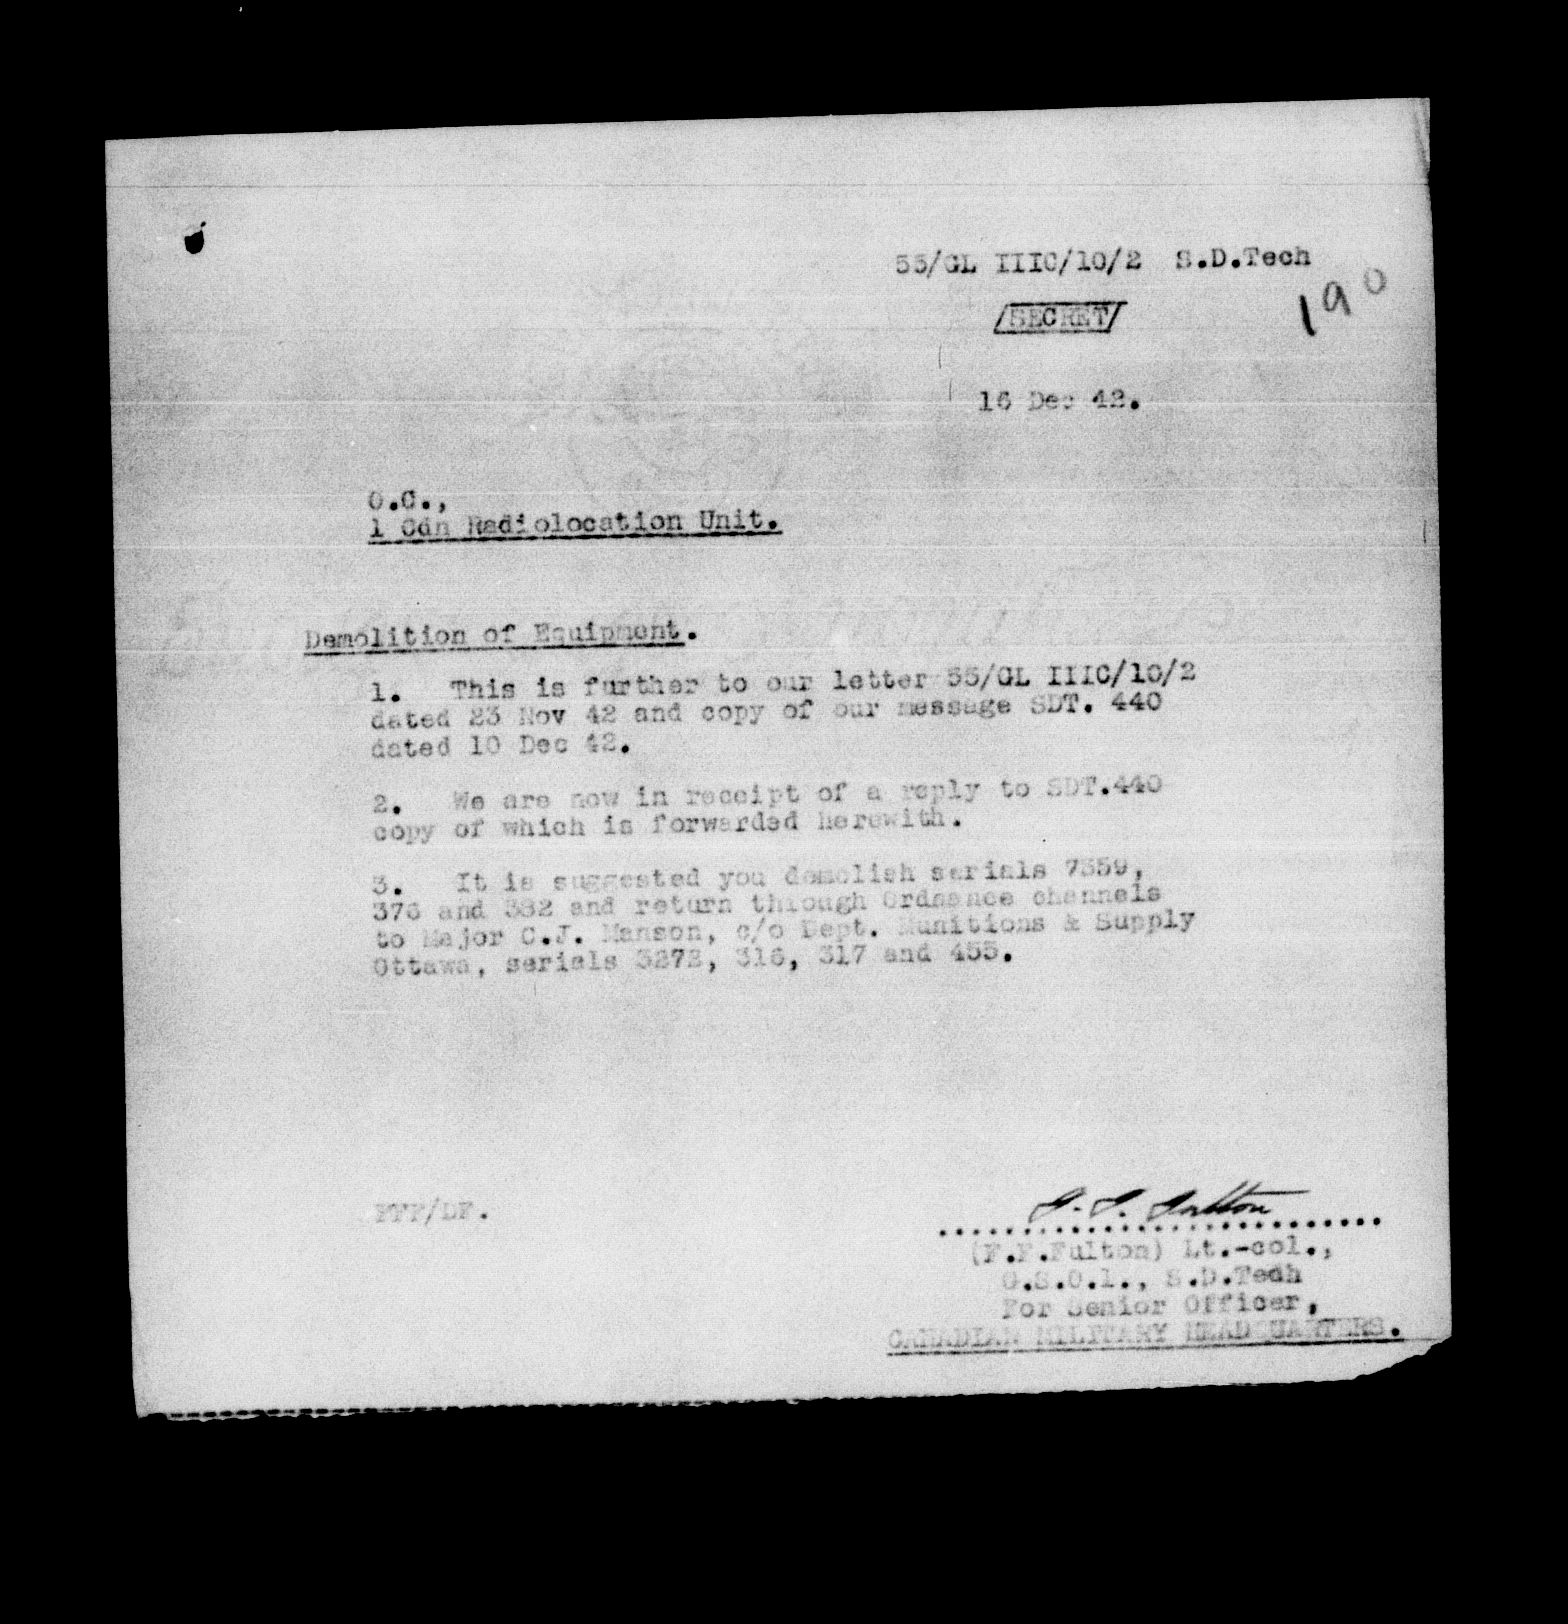 55/GL IIIC/10/2 S.D.Tech
/SECRET/
190
16 Dec 42.
O.C.,
1 Cdn Radiolocation Unit.
Demolition of Equipment.
1. This is further to our letter 55/GL IIIC/10/2
dated 23 Nov 42 and copy of our message SDT. 440
dated 10 Dec 42.
2. We are now in receipt of a reply to SDT.440
copy of which is forwarded herewith.
3. It is suggested you demolish serials 7359,
376 and 382 and return through Ordnance channels
to Major C.J. Manson, c/o Dept. Munitions & Supply
Ottawa, serials 3272, 316, 317 and 455.
FFF/DF.
F. F. Fulton
(F.F.Fulton) Lt.-col.,
G.S.O.1., S.D.Tech
For Senior Officer,
CANADIAN MILITARY HEADQUARTERS.